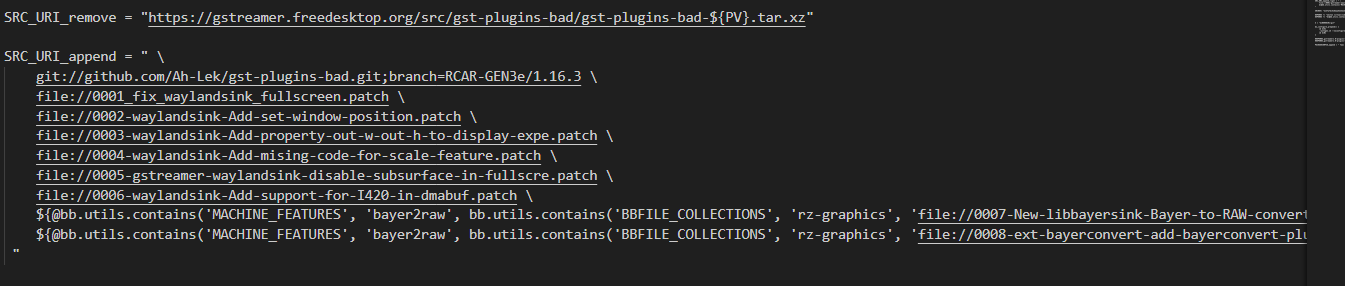 SRC_URI_remove = "https://gstreamer.freedesktop.org/src/gst-plugins-bad/gst-plugins-bad-${PV}.tar.xz"
SRC_URI_append = " \
git://github.com/Ah-Lek/gst-plugins-bad.git;branch=RCAR-GEN3e/1.16.3 \
file://0001_fix_waylandsink_fullscreen.patch \
file://0002-waylandsink-Add-set-window-position.patch \
file://0003-waylandsink-Add-property-out-w-out-h-to-display-expe.patch \
file://0004-waylandsink-Add-mising-code-for-scale-feature.patch \
file://0005-gstreamer-waylandsink-disable-subsurface-in-fullscre.patch \
file://0006-waylandsink-Add-support-for-I420-in-dmabuf.patch \
${@bb.utils.contains('MACHINE_FEATURES', 'bayer2raw', bb.utils.contains('BBFILE_COLLECTIONS', 'rz-graphics', 'file://0007-New-libbayersink-Bayer-to-RAW-convert
${@bb.utils.contains('MACHINE_FEATURES', 'bayer2raw', bb.utils.contains('BBFILE_COLLECTIONS', 'rz-graphics', 'file://0008-ext-bayerconvert-add-bayerconvert-plu
"